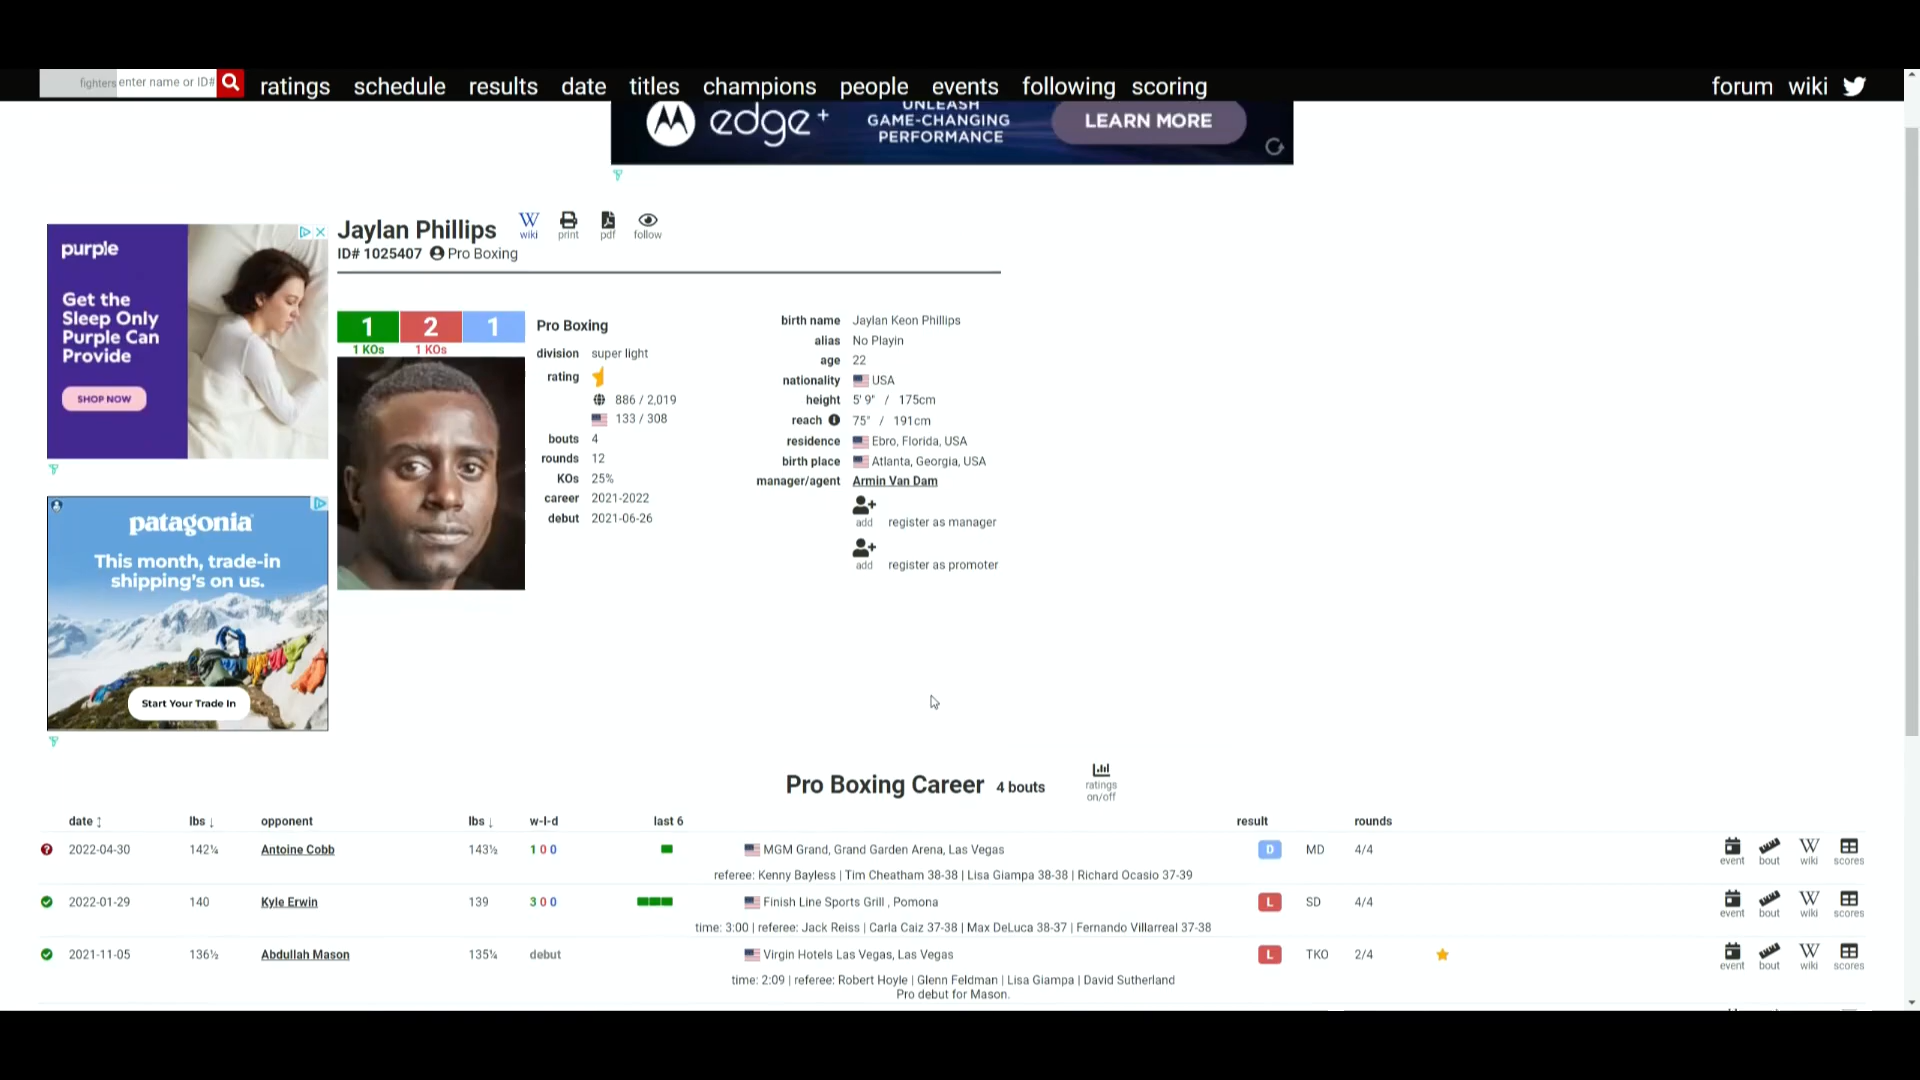 fighters enter name or ID#
ratings schedule results date titles champions people events following scoring
forum wiki
edge+
UNLEASH
GAME-CHANGING
PERFORMANCE
LEARN MORE
purple
Get the
Sleep Only
Purple Can
Provide
SHOP NOW
patagonia
This month, trade-in
shipping's on us.
Start Your Trade In
Jaylan Phillips
wiki print pdf follow
ID# 1025407 Pro Boxing
1 2 1
1 KOs 1 KOs
Pro Boxing
division super light
rating
886 / 2,019
133 / 308
bouts 4
rounds 12
KOs 25%
career 2021-2022
debut 2021-06-26
birth name Jaylan Keon Phillips
alias No Playin
age 22
nationality USA
height 5' 9" / 175cm
reach 75" / 191cm
residence Ebro, Florida, USA
birth place Atlanta, Georgia, USA
manager/agent Armin Van Dam
add register as manager
add register as promoter
Pro Boxing Career 4 bouts
ratings
on/off
date lbs opponent lbs w-l-d last 6 result rounds
2022-04-30 142¼ Antoine Cobb 143½ 1 0 0 MGM Grand, Grand Garden Arena, Las Vegas D MD 4/4 event bout wiki scores
referee: Kenny Bayless | Tim Cheatham 38-38 | Lisa Giampa 38-38 | Richard Ocasio 37-39
2022-01-29 140 Kyle Erwin 139 3 0 0 Finish Line Sports Grill , Pomona L SD 4/4 event bout wiki scores
time: 3:00 | referee: Jack Reiss | Carla Caiz 37-38 | Max DeLuca 38-37 | Fernando Villarreal 37-38
2021-11-05 136½ Abdullah Mason 135¼ debut Virgin Hotels Las Vegas, Las Vegas L TKO 2/4 event bout wiki scores
time: 2:09 | referee: Robert Hoyle | Glenn Feldman | Lisa Giampa | David Sutherland
Pro debut for Mason.